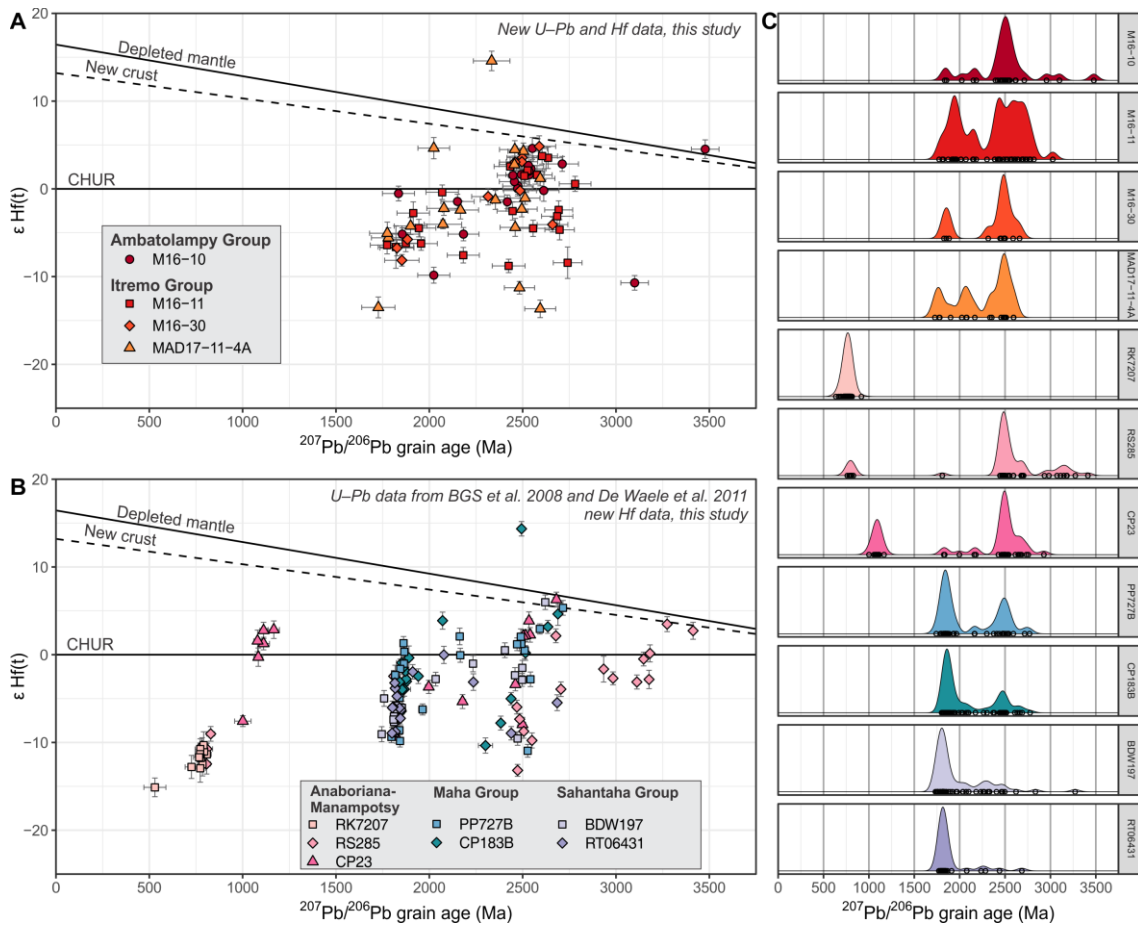 A
New U–Pb and Hf data, this study
Depleted mantle
New crust
CHUR
Ambatolampy Group
M16−10
Itremo Group
M16−11
M16−30
MAD17−11−4A
20
10
0
−10
−20
ε Hf(t)
0 500 1000 1500 2000 2500 3000 3500
²⁰⁷Pb/²⁰⁶Pb grain age (Ma)
B
U–Pb data from BGS et al. 2008 and De Waele et al. 2011
new Hf data, this study
Depleted mantle
New crust
CHUR
Anaboriana-
Manampotsy
RK7207
RS285
CP23
Maha Group
PP727B
CP183B
Sahantaha Group
BDW197
RT06431
20
10
0
−10
−20
ε Hf(t)
0 500 1000 1500 2000 2500 3000 3500
²⁰⁷Pb/²⁰⁶Pb grain age (Ma)
C
M16−10
M16−11
M16−30
MAD17−11−4A
RK7207
RS285
CP23
PP727B
CP183B
BDW197
RT06431
0 500 1000 1500 2000 2500 3000 3500
²⁰⁷Pb/²⁰⁶Pb grain age (Ma)